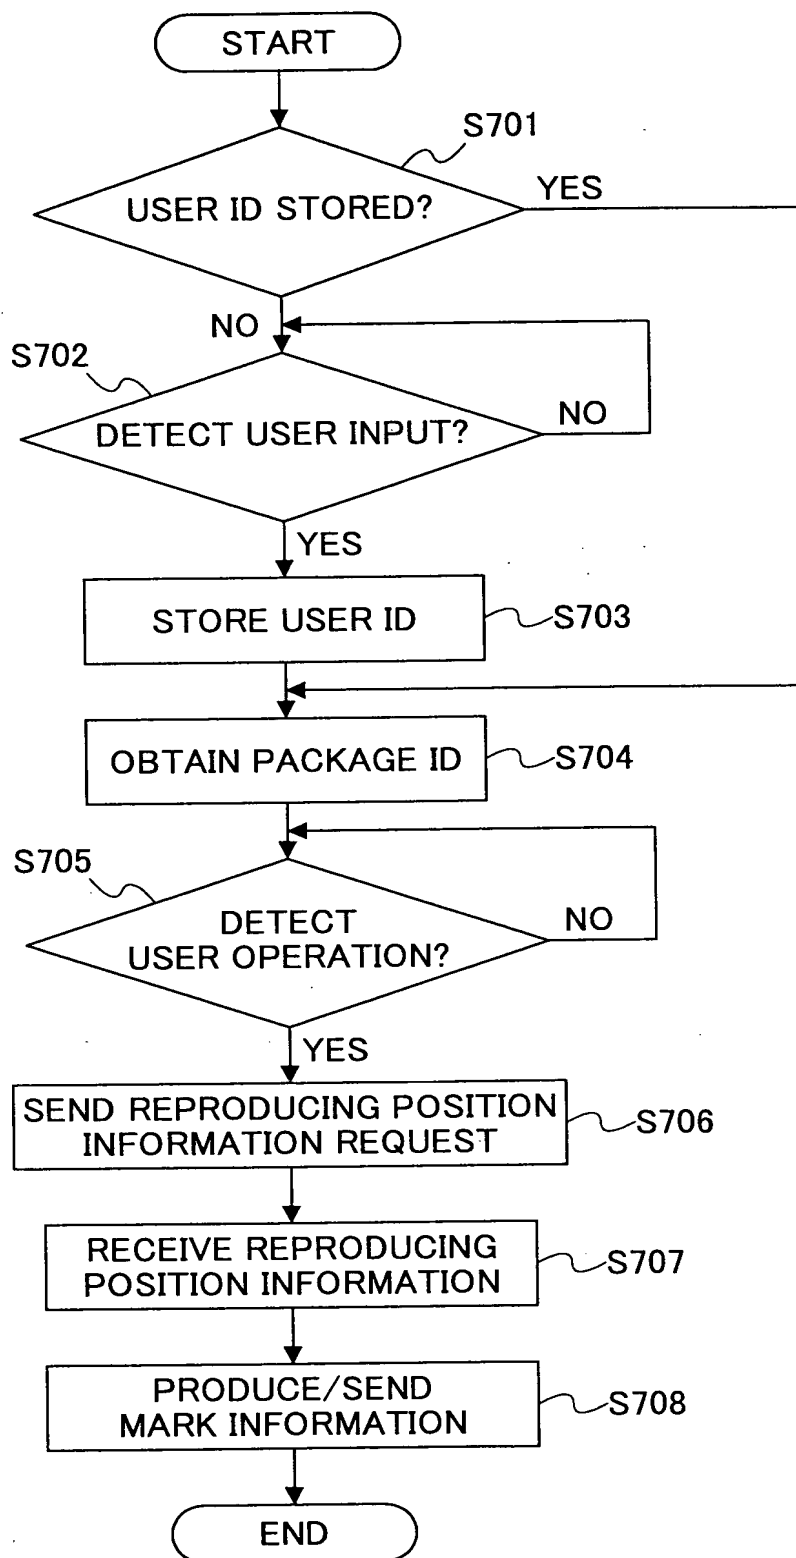 START
S701
USER ID STORED?
YES
NO
S702
DETECT USER INPUT?
NO
YES
STORE USER ID
S703
OBTAIN PACKAGE ID
S704
S705
DETECT
USER OPERATION?
NO
YES
SEND REPRODUCING POSITION
INFORMATION REQUEST
S706
RECEIVE REPRODUCING
POSITION INFORMATION
S707
PRODUCE/SEND
MARK INFORMATION
S708
END